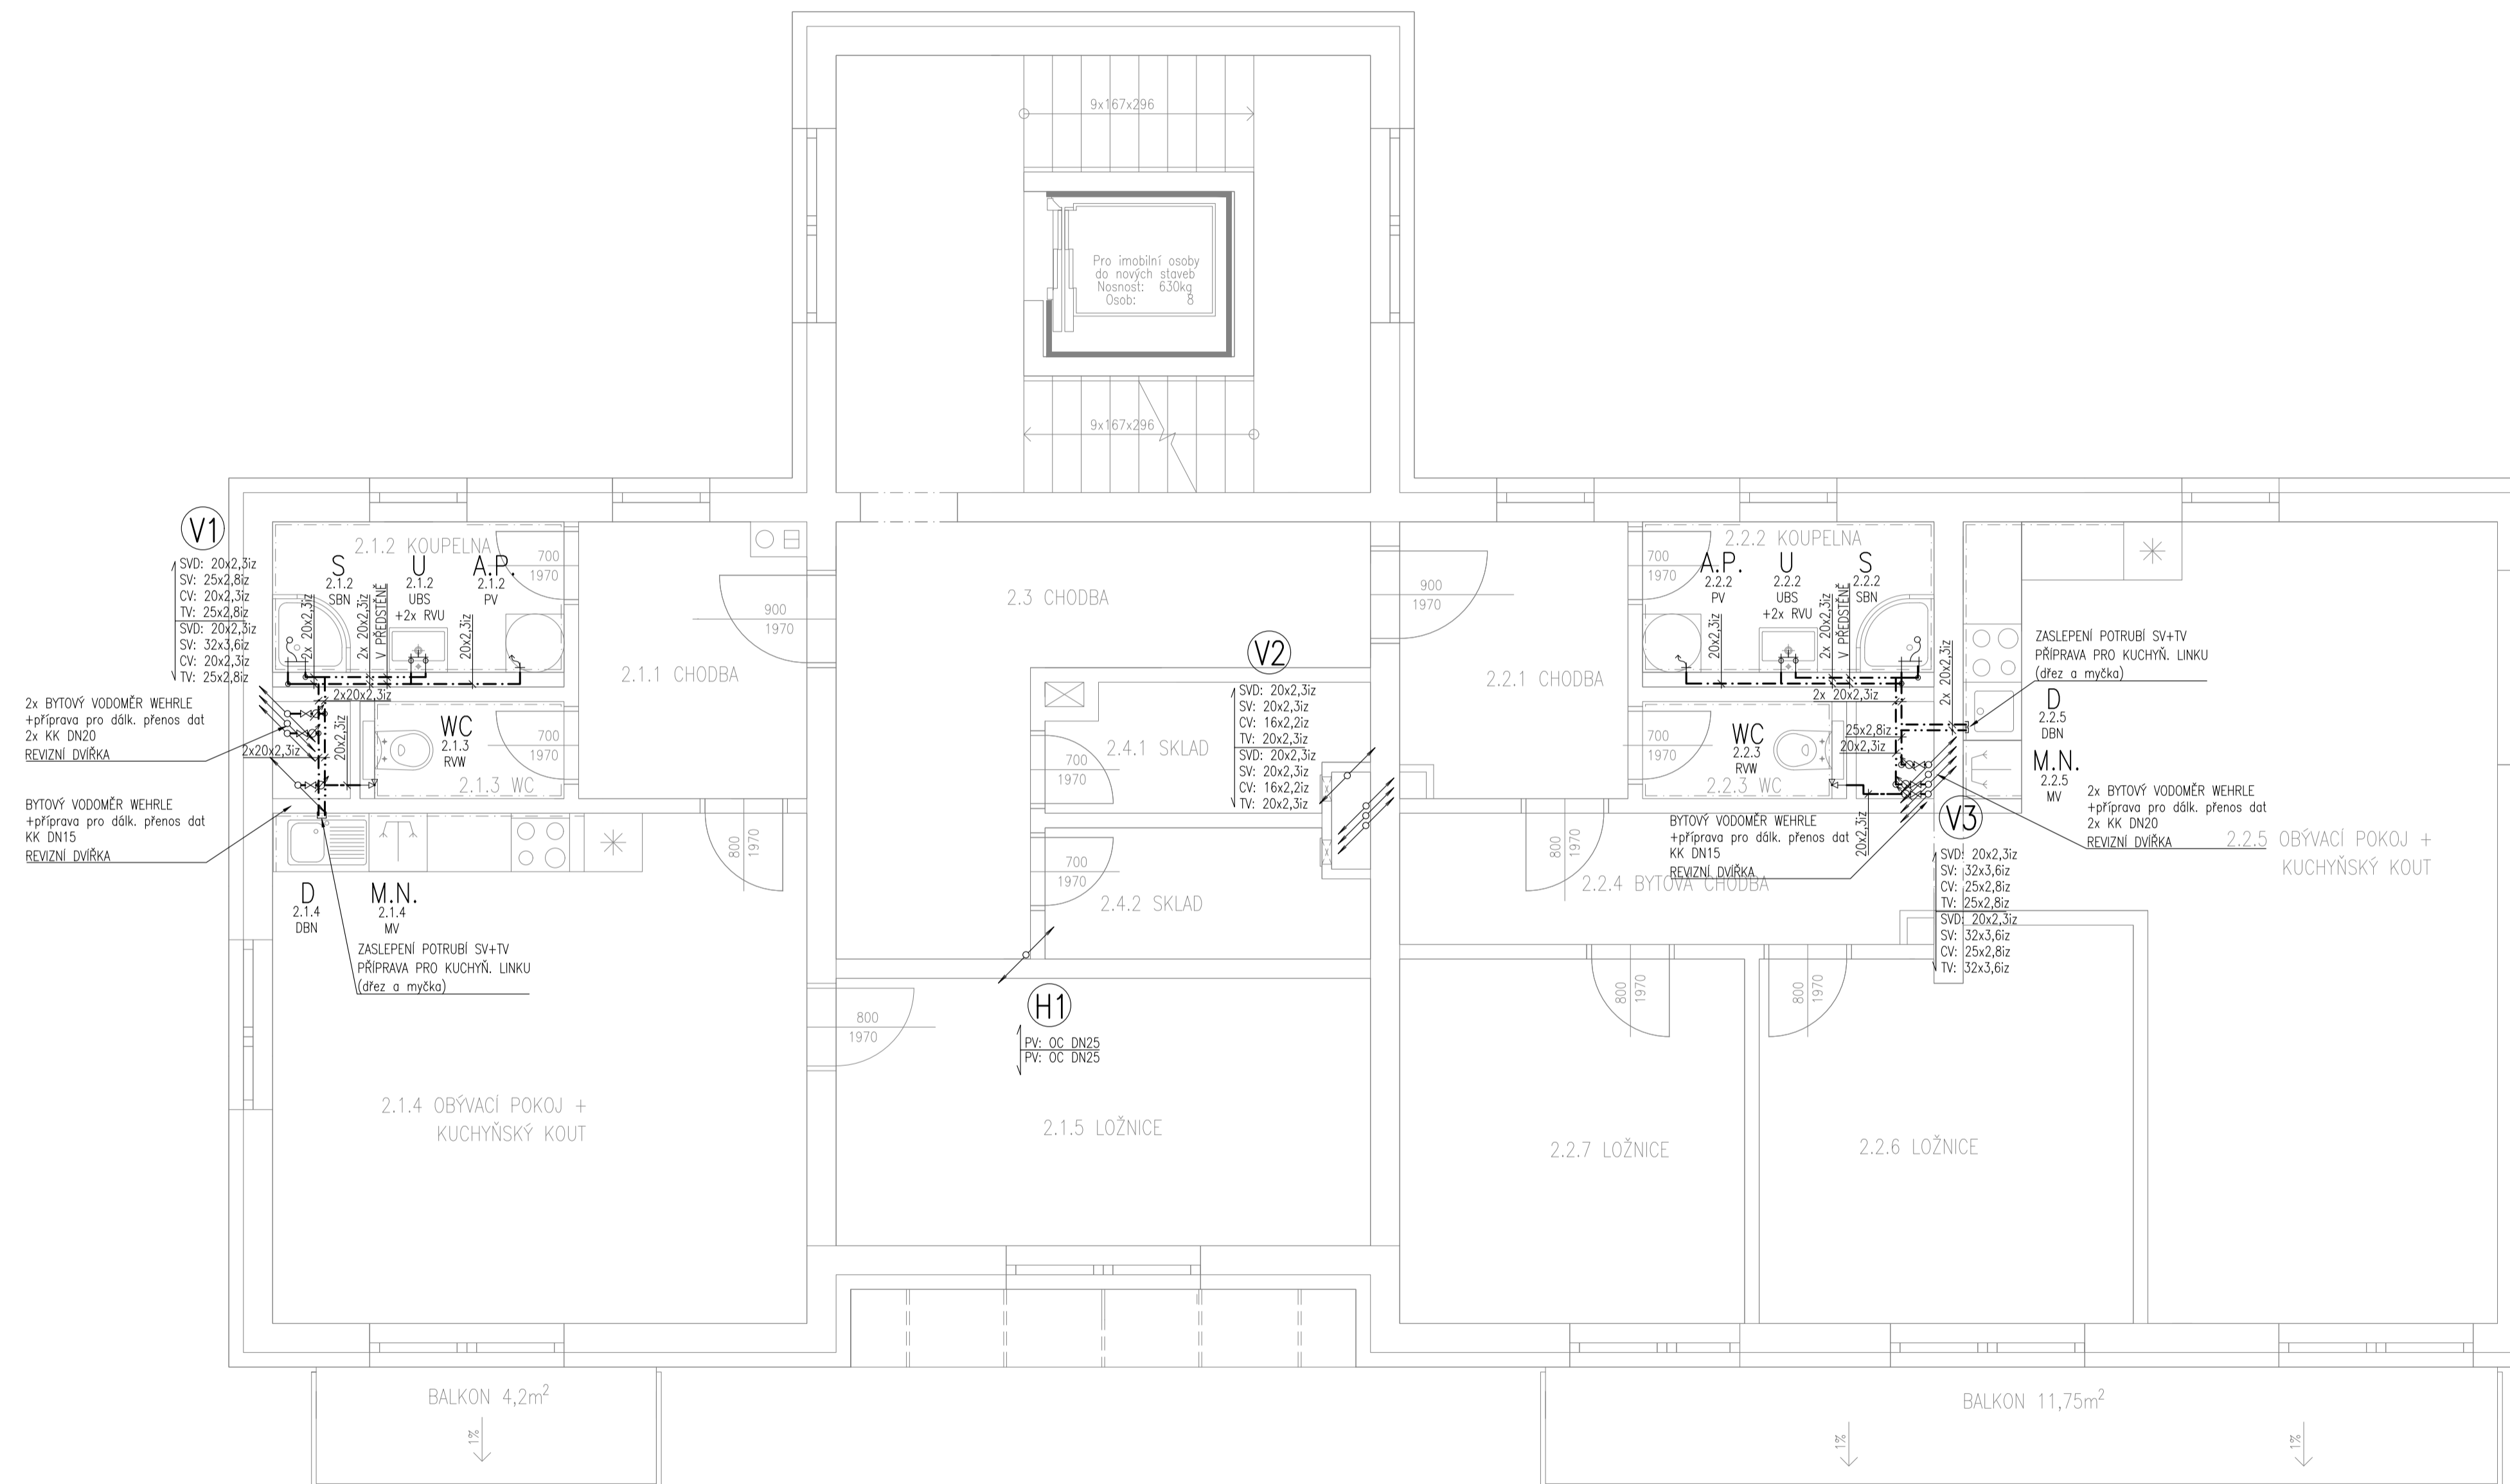 9x167x296
Pro imobilní osoby
do nových staveb
Nosnost: 630kg
Osob: 8
9x167x296
V1
SVD: 20x2,3iz
SV: 25x2,8iz
CV: 20x2,3iz
TV: 25x2,8iz
SVD: 20x2,3iz
SV: 32x3,6iz
CV: 20x2,3iz
TV: 25x2,8iz
2x BYTOVÝ VODOMĚR WEHRLE
+příprava pro dálk. přenos dat
2x KK DN20
REVIZNÍ DVÍŘKA
BYTOVÝ VODOMĚR WEHRLE
+příprava pro dálk. přenos dat
KK DN15
REVIZNÍ DVÍŘKA
2.1.2 KOUPELNA
S
2.1.2
SBN
U
2.1.2
UBS
+2x RVU
A.P.
2.1.2
PV
700
1970
2x 20x2,3iz
2x 20x2,3iz
V PŘEDSTĚNĚ
20x2,3iz
2x20x2,3iz
2x20x2,3iz
20x2,3iz
WC
2.1.3
RVW
2.1.3 WC
700
1970
900
1970
2.1.1 CHODBA
800
1970
D
2.1.4
DBN
M.N.
2.1.4
MV
ZASLEPENÍ POTRUBÍ SV+TV
PŘÍPRAVA PRO KUCHYŇ. LINKU
(dřez a myčka)
2.1.4 OBÝVACÍ POKOJ +
KUCHYŇSKÝ KOUT
2.3 CHODBA
2.4.1 SKLAD
700
1970
2.4.2 SKLAD
700
1970
V2
SVD: 20x2,3iz
SV: 20x2,3iz
CV: 16x2,2iz
TV: 20x2,3iz
SVD: 20x2,3iz
SV: 20x2,3iz
CV: 16x2,2iz
TV: 20x2,3iz
H1
PV: OC DN25
PV: OC DN25
800
1970
2.1.5 LOŽNICE
900
1970
2.2.1 CHODBA
2.2.2 KOUPELNA
700
1970
A.P.
2.2.2
PV
U
2.2.2
UBS
+2x RVU
S
2.2.2
SBN
20x2,3iz
2x 20x2,3iz
V PŘEDSTĚNĚ
2x 20x2,3iz
2x 20x2,3iz
WC
2.2.3
RVW
2.2.3 WC
700
1970
25x2,8iz
20x2,3iz
20x2,3iz
ZASLEPENÍ POTRUBÍ SV+TV
PŘÍPRAVA PRO KUCHYŇ. LINKU
(dřez a myčka)
D
2.2.5
DBN
M.N.
2.2.5
MV
2x BYTOVÝ VODOMĚR WEHRLE
+příprava pro dálk. přenos dat
2x KK DN20
REVIZNÍ DVÍŘKA
BYTOVÝ VODOMĚR WEHRLE
+příprava pro dálk. přenos dat
KK DN15
REVIZNÍ DVÍŘKA
V3
SVD: 20x2,3iz
SV: 32x3,6iz
CV: 25x2,8iz
TV: 25x2,8iz
SVD: 20x2,3iz
SV: 32x3,6iz
CV: 25x2,8iz
TV: 32x3,6iz
2.2.5 OBÝVACÍ POKOJ +
KUCHYŇSKÝ KOUT
800
1970
2.2.4 BYTOVÁ CHODBA
800
1970
800
1970
2.2.7 LOŽNICE
2.2.6 LOŽNICE
BALKON 4,2m²
1%
BALKON 11,75m²
1%
1%